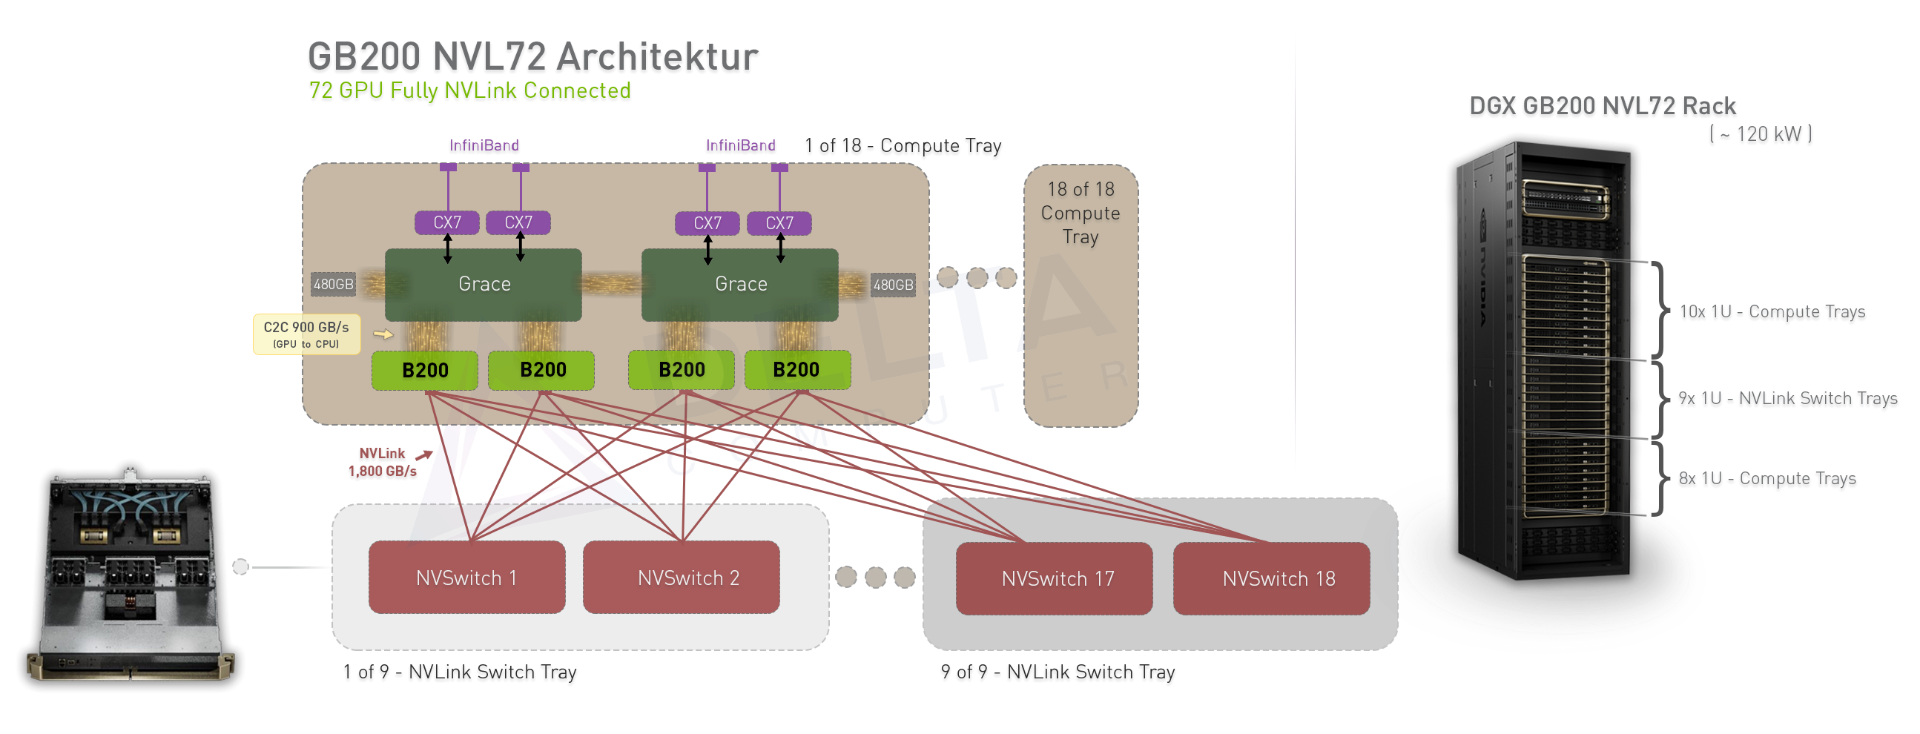 GB200 NVL72 Architektur
72 GPU Fully NVLink Connected
InfiniBand
InfiniBand
1 of 18 - Compute Tray
CX7
CX7
CX7
CX7
480GB
Grace
Grace
480GB
C2C 900 GB/s
(GPU to CPU)
B200
B200
B200
B200
18 of 18
Compute
Tray
NVLink
1,800 GB/s
NVSwitch 1
NVSwitch 2
NVSwitch 17
NVSwitch 18
1 of 9 - NVLink Switch Tray
9 of 9 - NVLink Switch Tray
DELTA
COMPUTER
DGX GB200 NVL72 Rack
( ~ 120 kW )
NVIDIA
10x 1U - Compute Trays
9x 1U - NVLink Switch Trays
8x 1U - Compute Trays